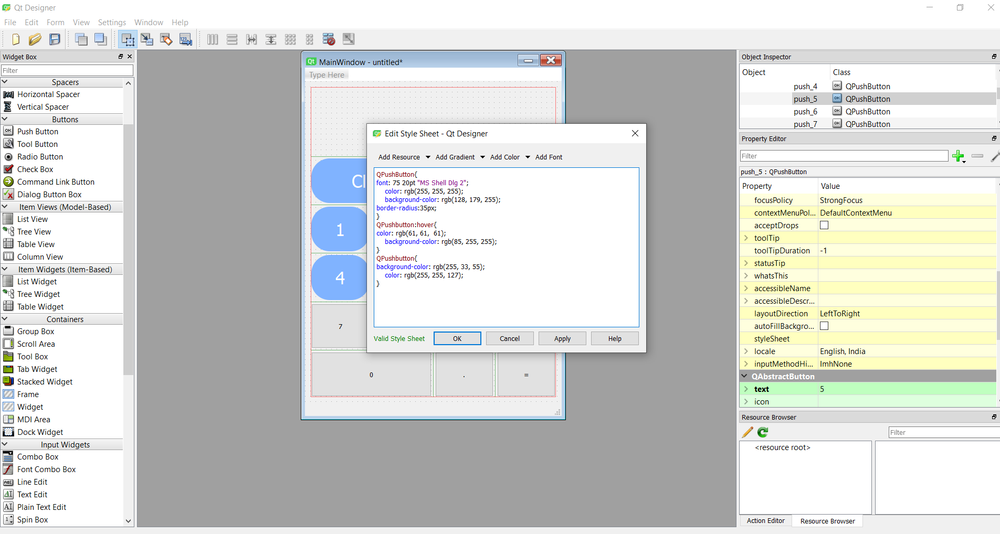 Qt Designer
File Edit Form View Settings Window Help
Widget Box
Filter
Spacers
Horizontal Spacer
Vertical Spacer
Buttons
Push Button
Tool Button
Radio Button
Check Box
Command Link Button
Dialog Button Box
Item Views (Model-Based)
List View
Tree View
Table View
Column View
Item Widgets (Item-Based)
List Widget
Tree Widget
Table Widget
Containers
Group Box
Scroll Area
Tool Box
Tab Widget
Stacked Widget
Frame
Widget
MDI Area
Dock Widget
Input Widgets
Combo Box
Font Combo Box
Line Edit
Text Edit
Plain Text Edit
Spin Box
MainWindow - untitled*
Type Here
Cl
1
4
7
0
.
=
Edit Style Sheet - Qt Designer
Add Resource Add Gradient Add Color Add Font
QPushButton{
font: 75 20pt "MS Shell Dlg 2";
color: rgb(255, 255, 255);
background-color: rgb(128, 179, 255);
border-radius:35px;
}
QPushbutton:hover{
color: rgb(61, 61, 61);
background-color: rgb(85, 255, 255);
}
QPushbutton{
background-color: rgb(255, 33, 55);
color: rgb(255, 255, 127);
}
Valid Style Sheet OK Cancel Apply Help
Object Inspector
Object Class
push_4 QPushButton
push_5 QPushButton
push_6 QPushButton
push_7 QPushButton
Property Editor
Filter
push_5 : QPushButton
Property Value
focusPolicy StrongFocus
contextMenuPol... DefaultContextMenu
acceptDrops
toolTip
toolTipDuration -1
statusTip
whatsThis
accessibleName
accessibleDescr...
layoutDirection LeftToRight
autoFillBackgro...
styleSheet
locale English, India
inputMethodHi... ImhNone
QAbstractButton
text 5
icon
Resource Browser
Filter
<resource root>
Action Editor Resource Browser